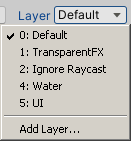 Layer Default
0: Default
1: TransparentFX
2: Ignore Raycast
4: Water
5: UI
Add Layer...